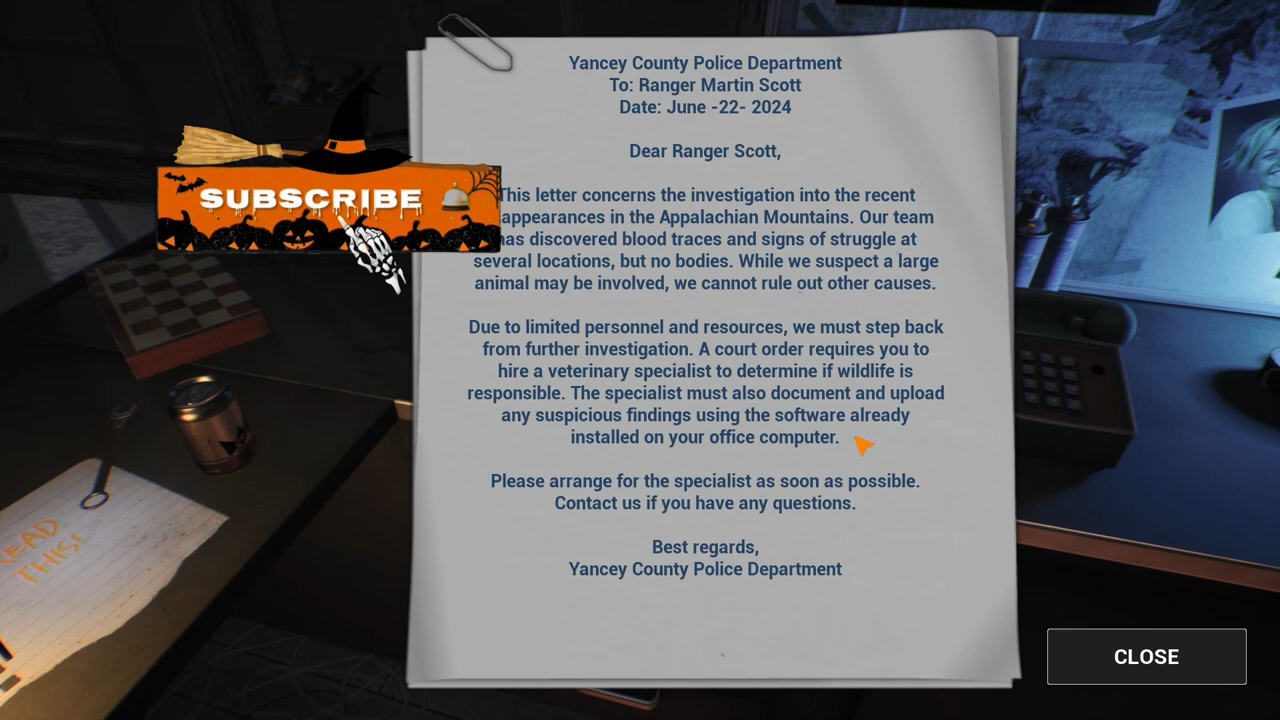 Yancey County Police Department
To: Ranger Martin Scott
Date: June -22- 2024
Dear Ranger Scott,
This letter concerns the investigation into the recent
appearances in the Appalachian Mountains. Our team
has discovered blood traces and signs of struggle at
several locations, but no bodies. While we suspect a large
animal may be involved, we cannot rule out other causes.
Due to limited personnel and resources, we must step back
from further investigation. A court order requires you to
hire a veterinary specialist to determine if wildlife is
responsible. The specialist must also document and upload
any suspicious findings using the software already
installed on your office computer.
Please arrange for the specialist as soon as possible.
Contact us if you have any questions.
Best regards,
Yancey County Police Department
SUBSCRIBE
THIS!
CLOSE